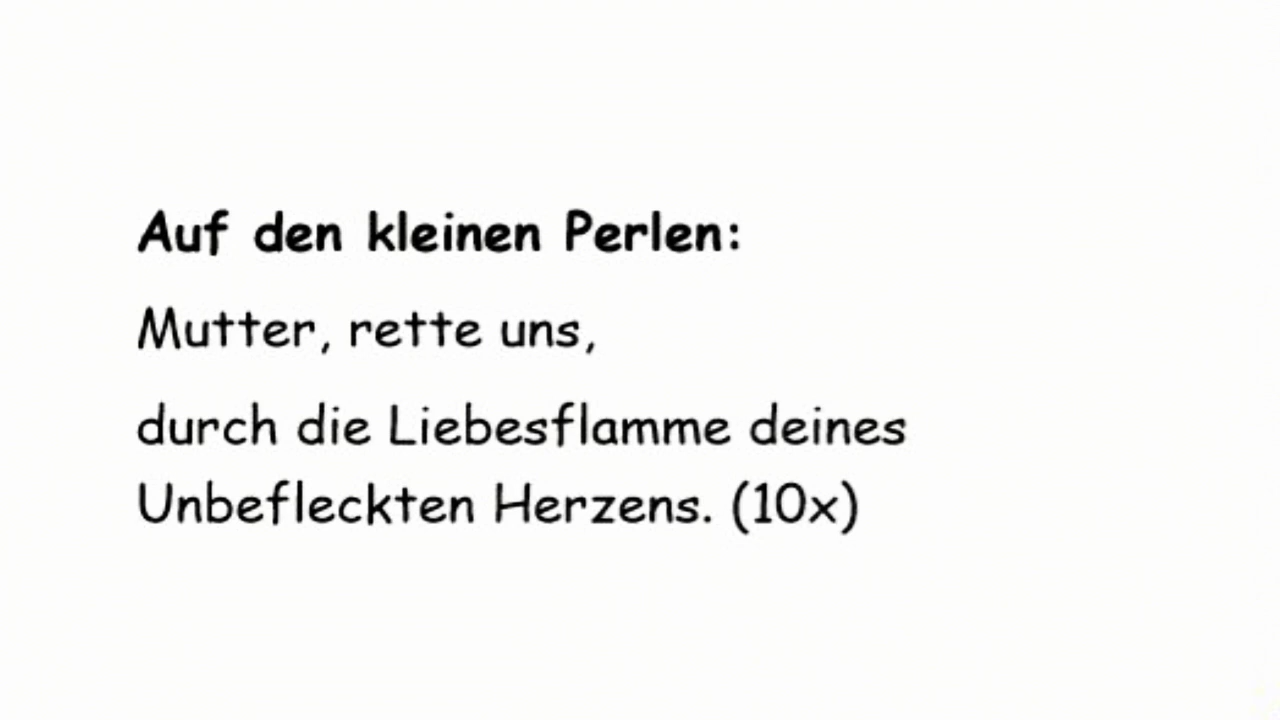 Auf den kleinen Perlen:
Mutter, rette uns,
durch die Liebesflamme deines
Unbefleckten Herzens. (10x)